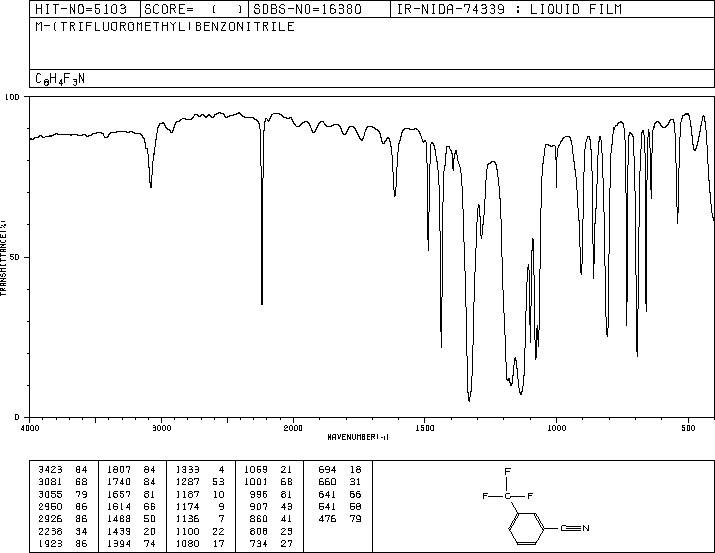 HIT-NO=5103 SCORE= ( ) SDBS-NO=16380 IR-NIDA-74339 : LIQUID FILM
M-(TRIFLUOROMETHYL)BENZONITRILE
C8H4F3N
100
50
0
TRANSMITTANCE(%)
4000 3000 2000 1500 1000 500
WAVENUMBER(-1)
3423 84 1807 84 1333 4 1069 21 694 18
3081 68 1740 84 1287 53 1001 68 660 31
3055 79 1657 81 1187 10 996 81 641 66
2960 86 1614 66 1174 9 907 43 541 58
2926 86 1488 50 1136 7 860 41 476 79
2236 34 1439 20 1100 22 808 25
1923 86 1394 74 1080 17 734 27
F
F C F
C≡N